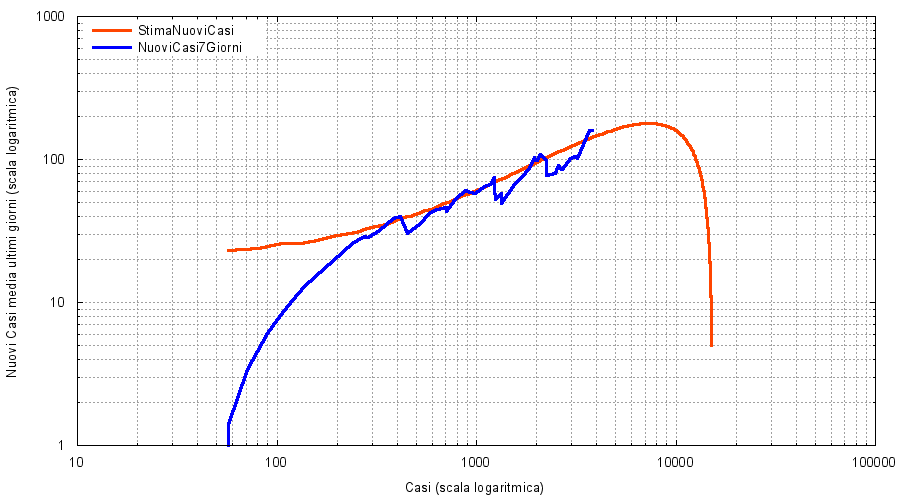 1000
StimaNuoviCasi
NuoviCasi7Giorni
100
10
1
10
100
1000
10000
100000
Nuovi Casi media ultimi giorni (scala logaritmica)
Casi (scala logaritmica)